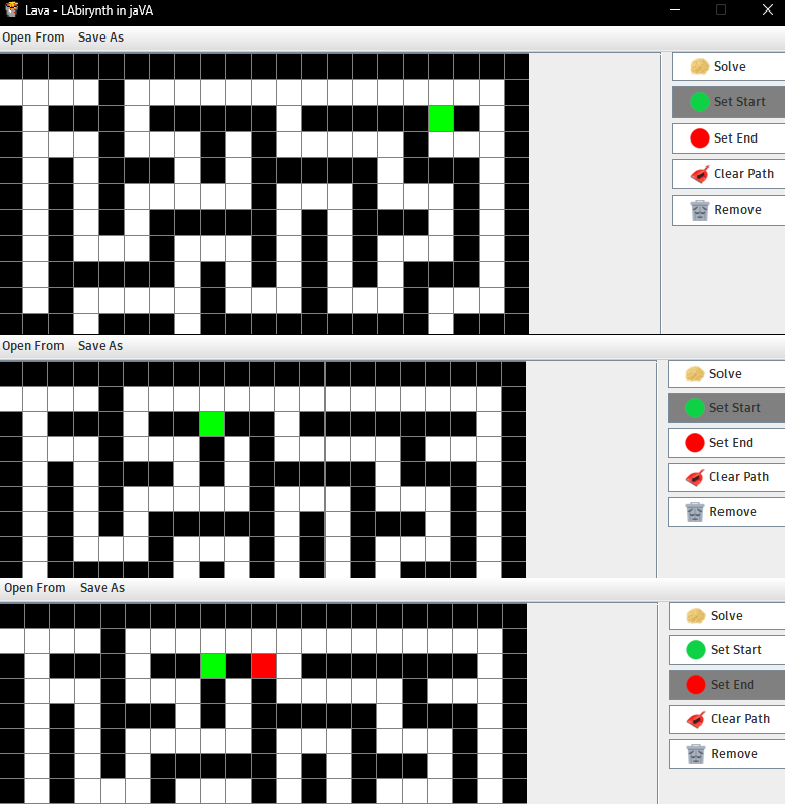 Lava - LAbirynth in jaVA
Open From Save As
Solve
Set Start
Set End
Clear Path
Remove
Open From Save As
Solve
Set Start
Set End
Clear Path
Remove
Open From Save As
Solve
Set Start
Set End
Clear Path
Remove